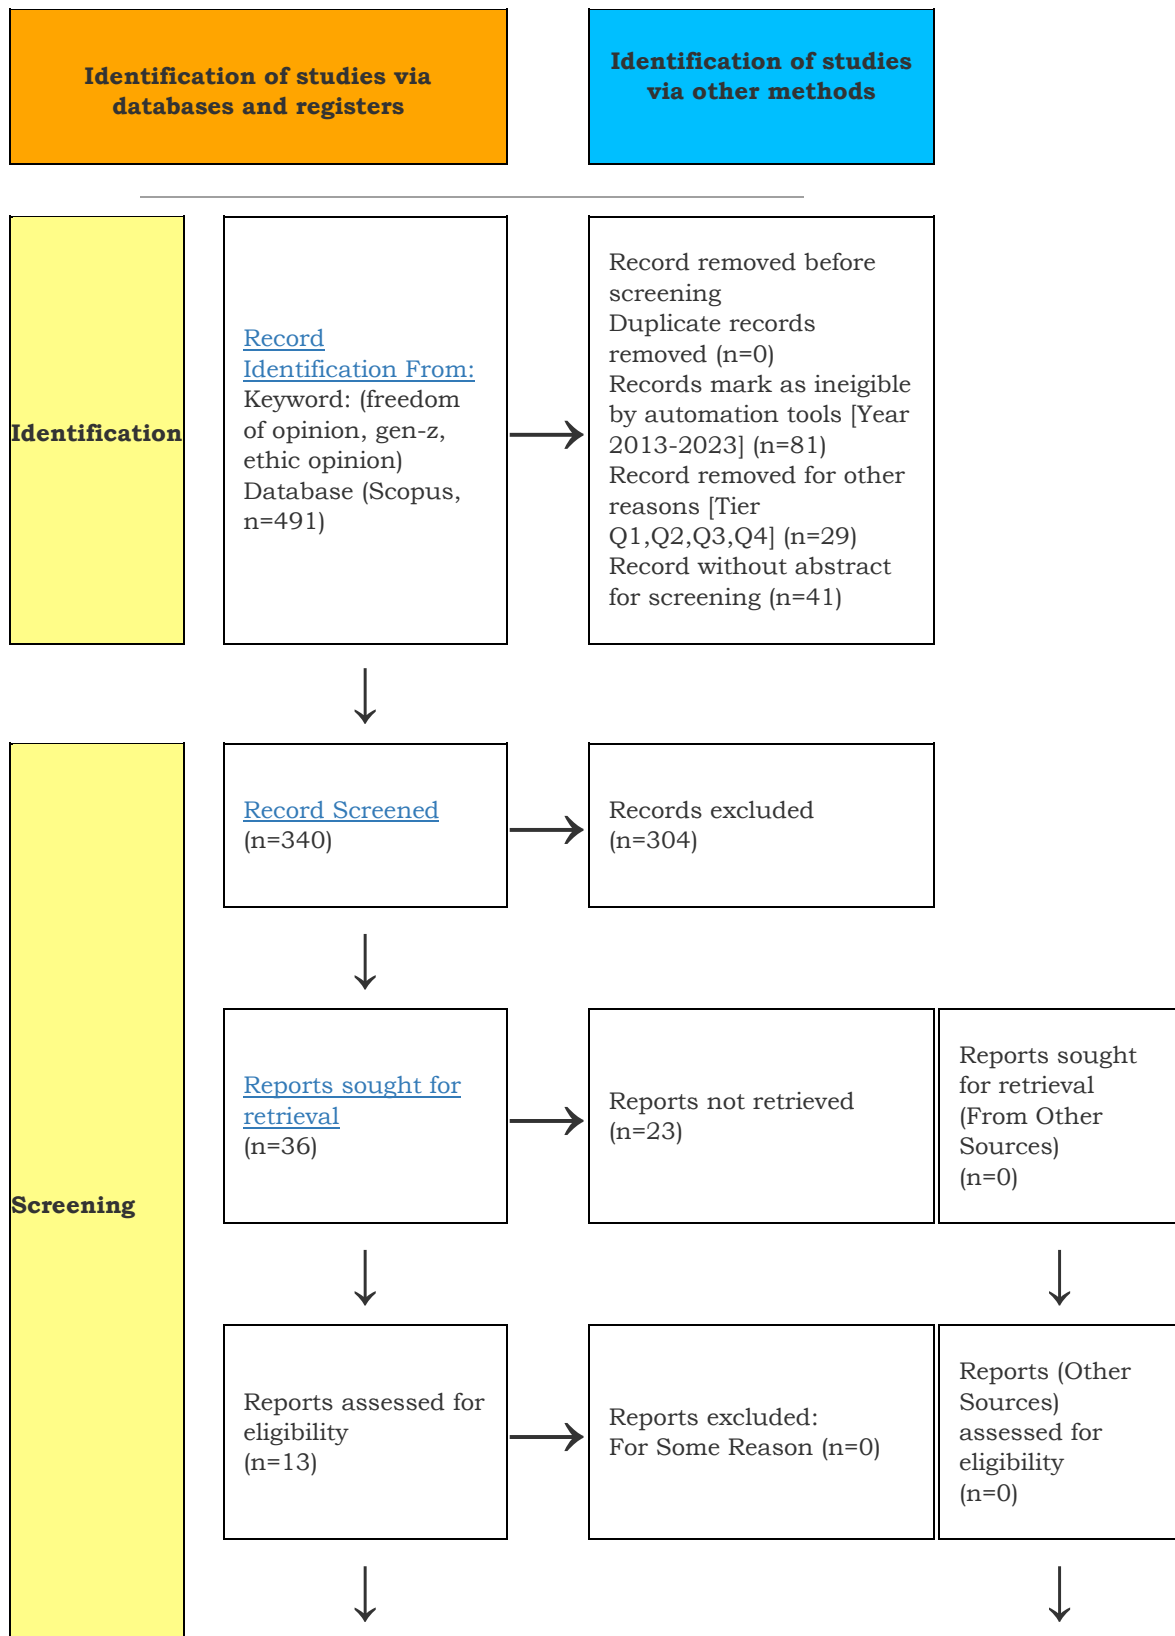 Identification of studies via
databases and registers
Identification of studies
via other methods
Identification
Record
Identification From:
Keyword: (freedom
of opinion, gen-z,
ethic opinion)
Database (Scopus,
n=491)
Record removed before
screening
Duplicate records
removed (n=0)
Records mark as ineigible
by automation tools [Year
2013-2023] (n=81)
Record removed for other
reasons [Tier
Q1,Q2,Q3,Q4] (n=29)
Record without abstract
for screening (n=41)
Screening
Record Screened
(n=340)
Records excluded
(n=304)
Reports sought for
retrieval
(n=36)
Reports not retrieved
(n=23)
Reports sought
for retrieval
(From Other
Sources)
(n=0)
Reports assessed for
eligibility
(n=13)
Reports excluded:
For Some Reason (n=0)
Reports (Other
Sources)
assessed for
eligibility
(n=0)